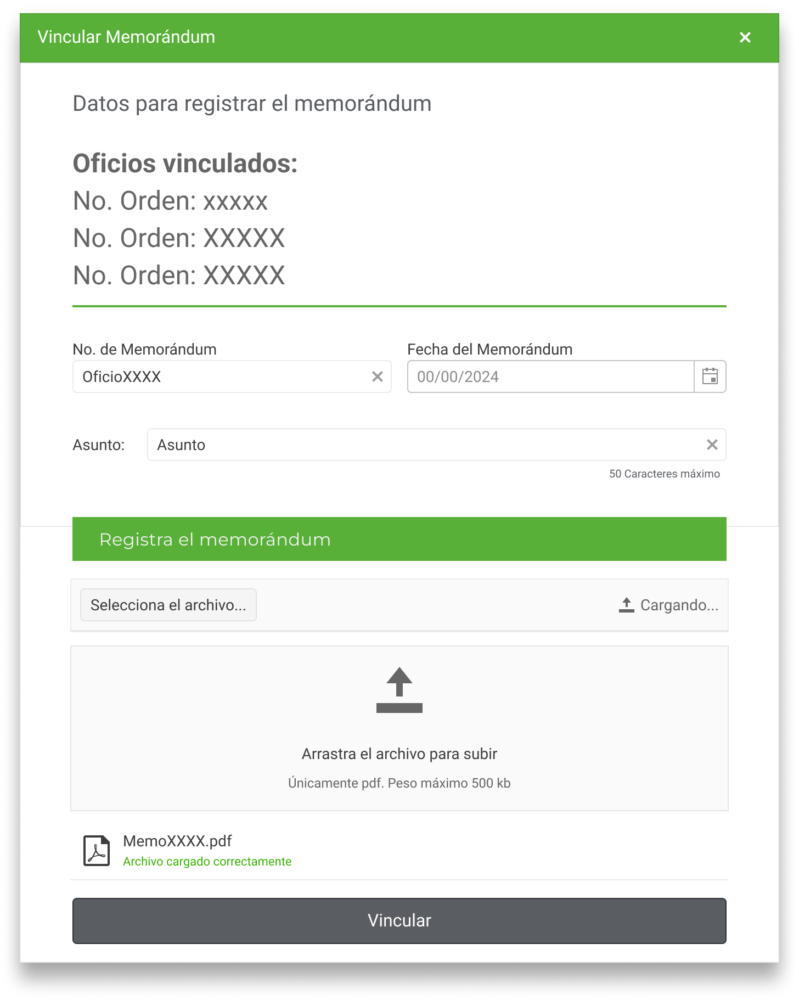 Vincular Memorándum
Datos para registrar el memorándum
Oficios vinculados:
No. Orden: xxxxx
No. Orden: XXXXX
No. Orden: XXXXX
No. de Memorándum
Fecha del Memorándum
OficioXXXX
00/00/2024
Asunto:
Asunto
50 Caracteres máximo
Registra el memorándum
Selecciona el archivo...
Cargando...
Arrastra el archivo para subir
Únicamente pdf. Peso máximo 500 kb
MemoXXXX.pdf
Archivo cargado correctamente
Vincular